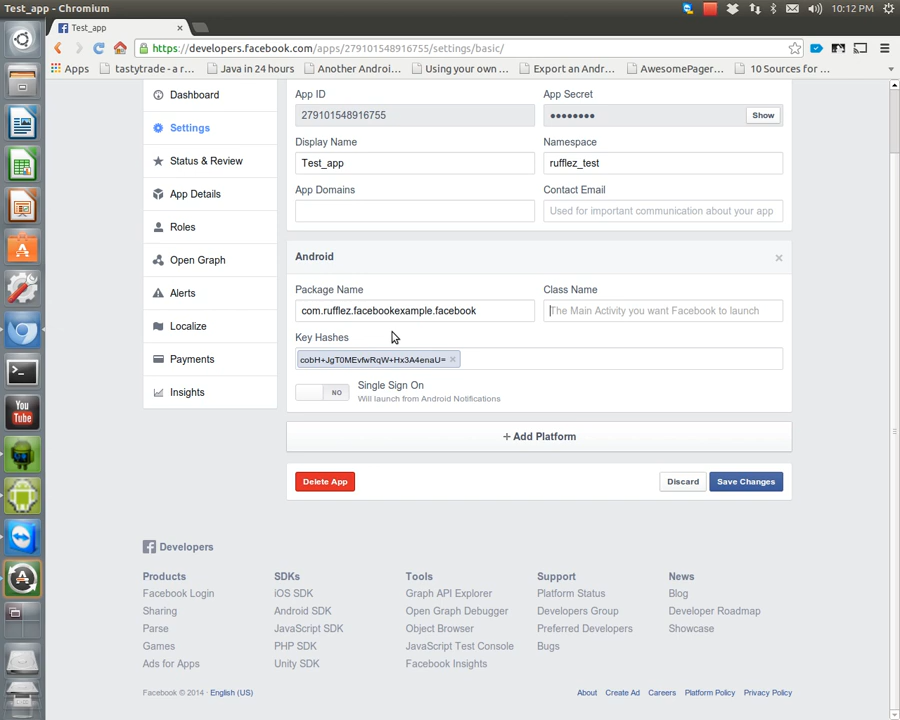 Test_app - Chromium
10:12 PM
Test_app
https://developers.facebook.com/apps/279101548916755/settings/basic/
Apps
tastytrade - a r...
Java in 24 hours
Another Androi...
Using your own ...
Export an Andr...
AwesomePager...
10 Sources for ...
Dashboard
Settings
Status & Review
App Details
Roles
Open Graph
Alerts
Localize
Payments
Insights
App ID
App Secret
279101548916755
Show
Display Name
Namespace
Test_app
rufflez_test
App Domains
Contact Email
Used for important communication about your app
Android
Package Name
Class Name
com.rufflez.facebookexample.facebook
The Main Activity you want Facebook to launch
Key Hashes
cobH+JgT0MEvfwRqW+Hx3A4enaU=
NO
Single Sign On
Will launch from Android Notifications
+ Add Platform
Delete App
Discard
Save Changes
Developers
Products
SDKs
Tools
Support
News
Facebook Login
iOS SDK
Graph API Explorer
Platform Status
Blog
Sharing
Android SDK
Open Graph Debugger
Developers Group
Developer Roadmap
Parse
JavaScript SDK
Object Browser
Preferred Developers
Showcase
Games
PHP SDK
JavaScript Test Console
Bugs
Ads for Apps
Unity SDK
Facebook Insights
Facebook © 2014 · English (US)
About
Create Ad
Careers
Platform Policy
Privacy Policy
You
Tube